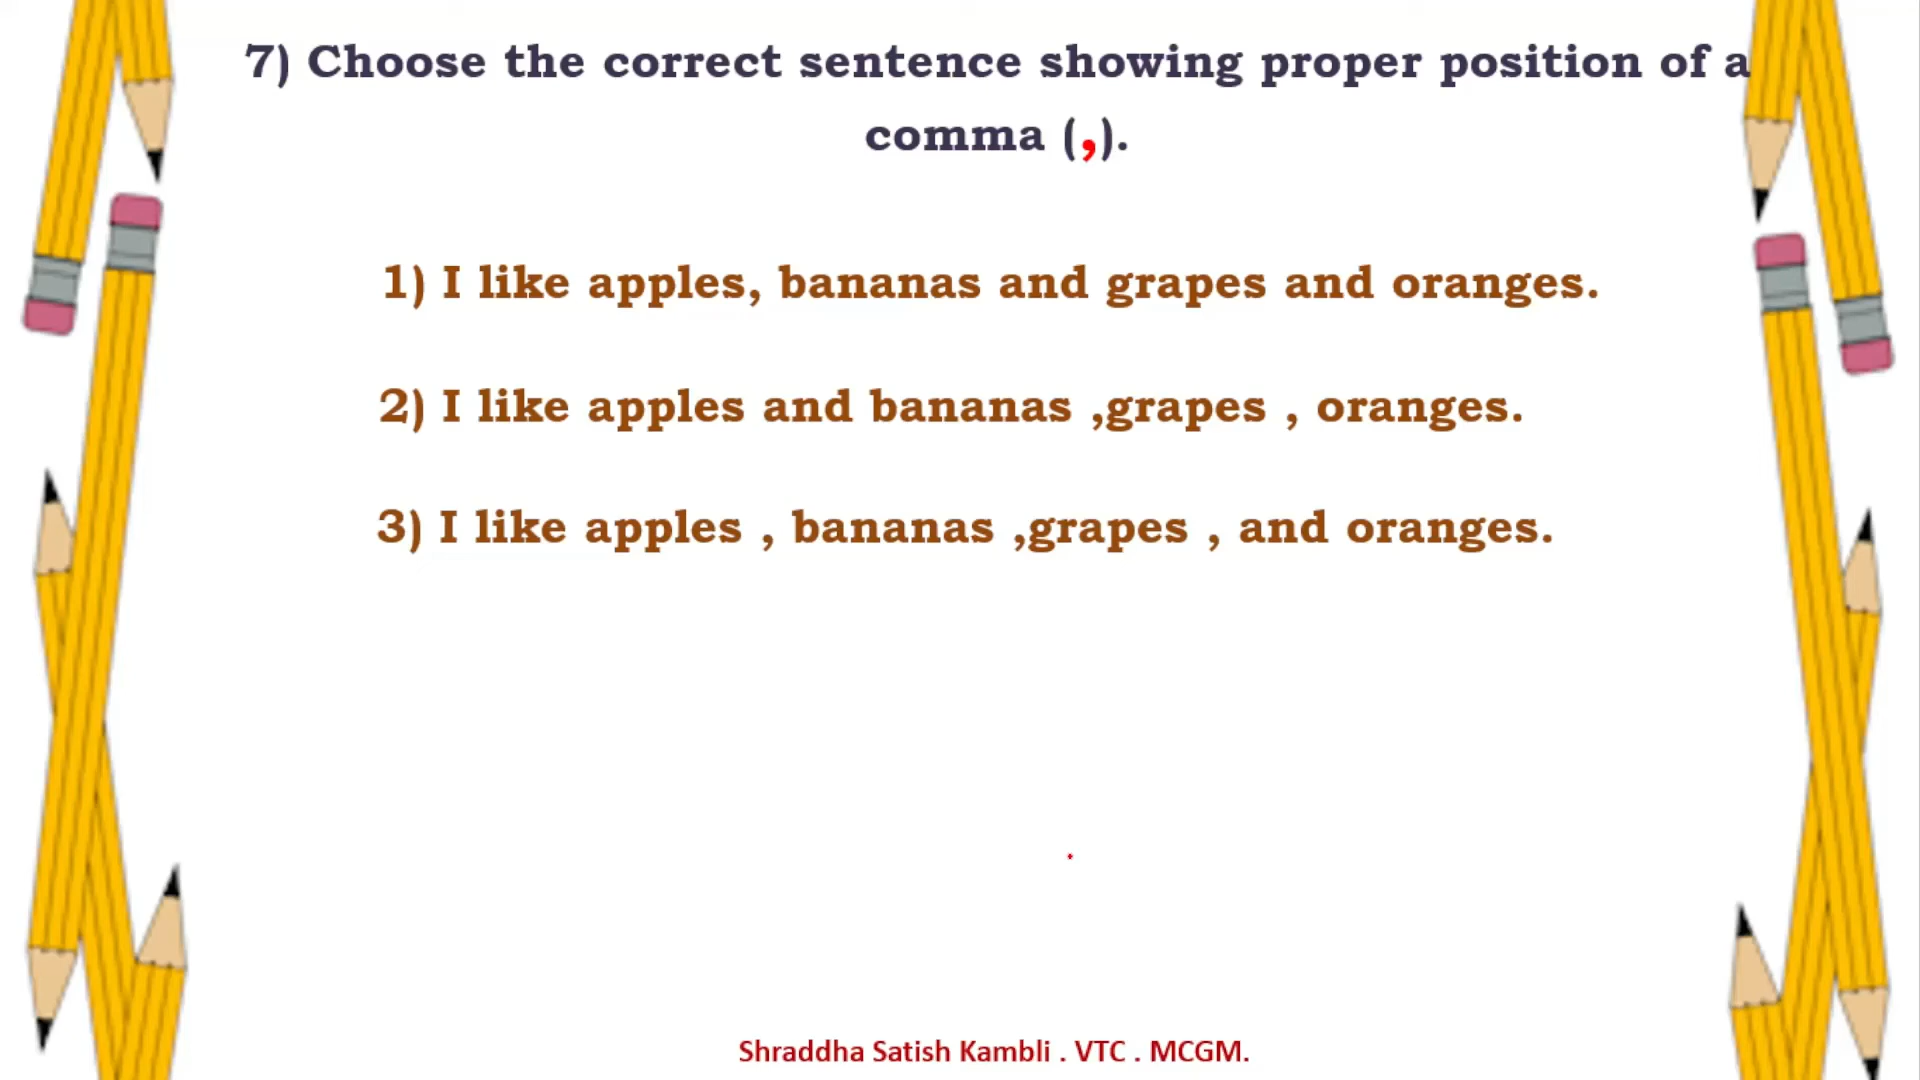 7) Choose the correct sentence showing proper position of a
comma (,).
1) I like apples, bananas and grapes and oranges.
2) I like apples and bananas ,grapes , oranges.
3) I like apples , bananas ,grapes , and oranges.
Shraddha Satish Kambli . VTC . MCGM.